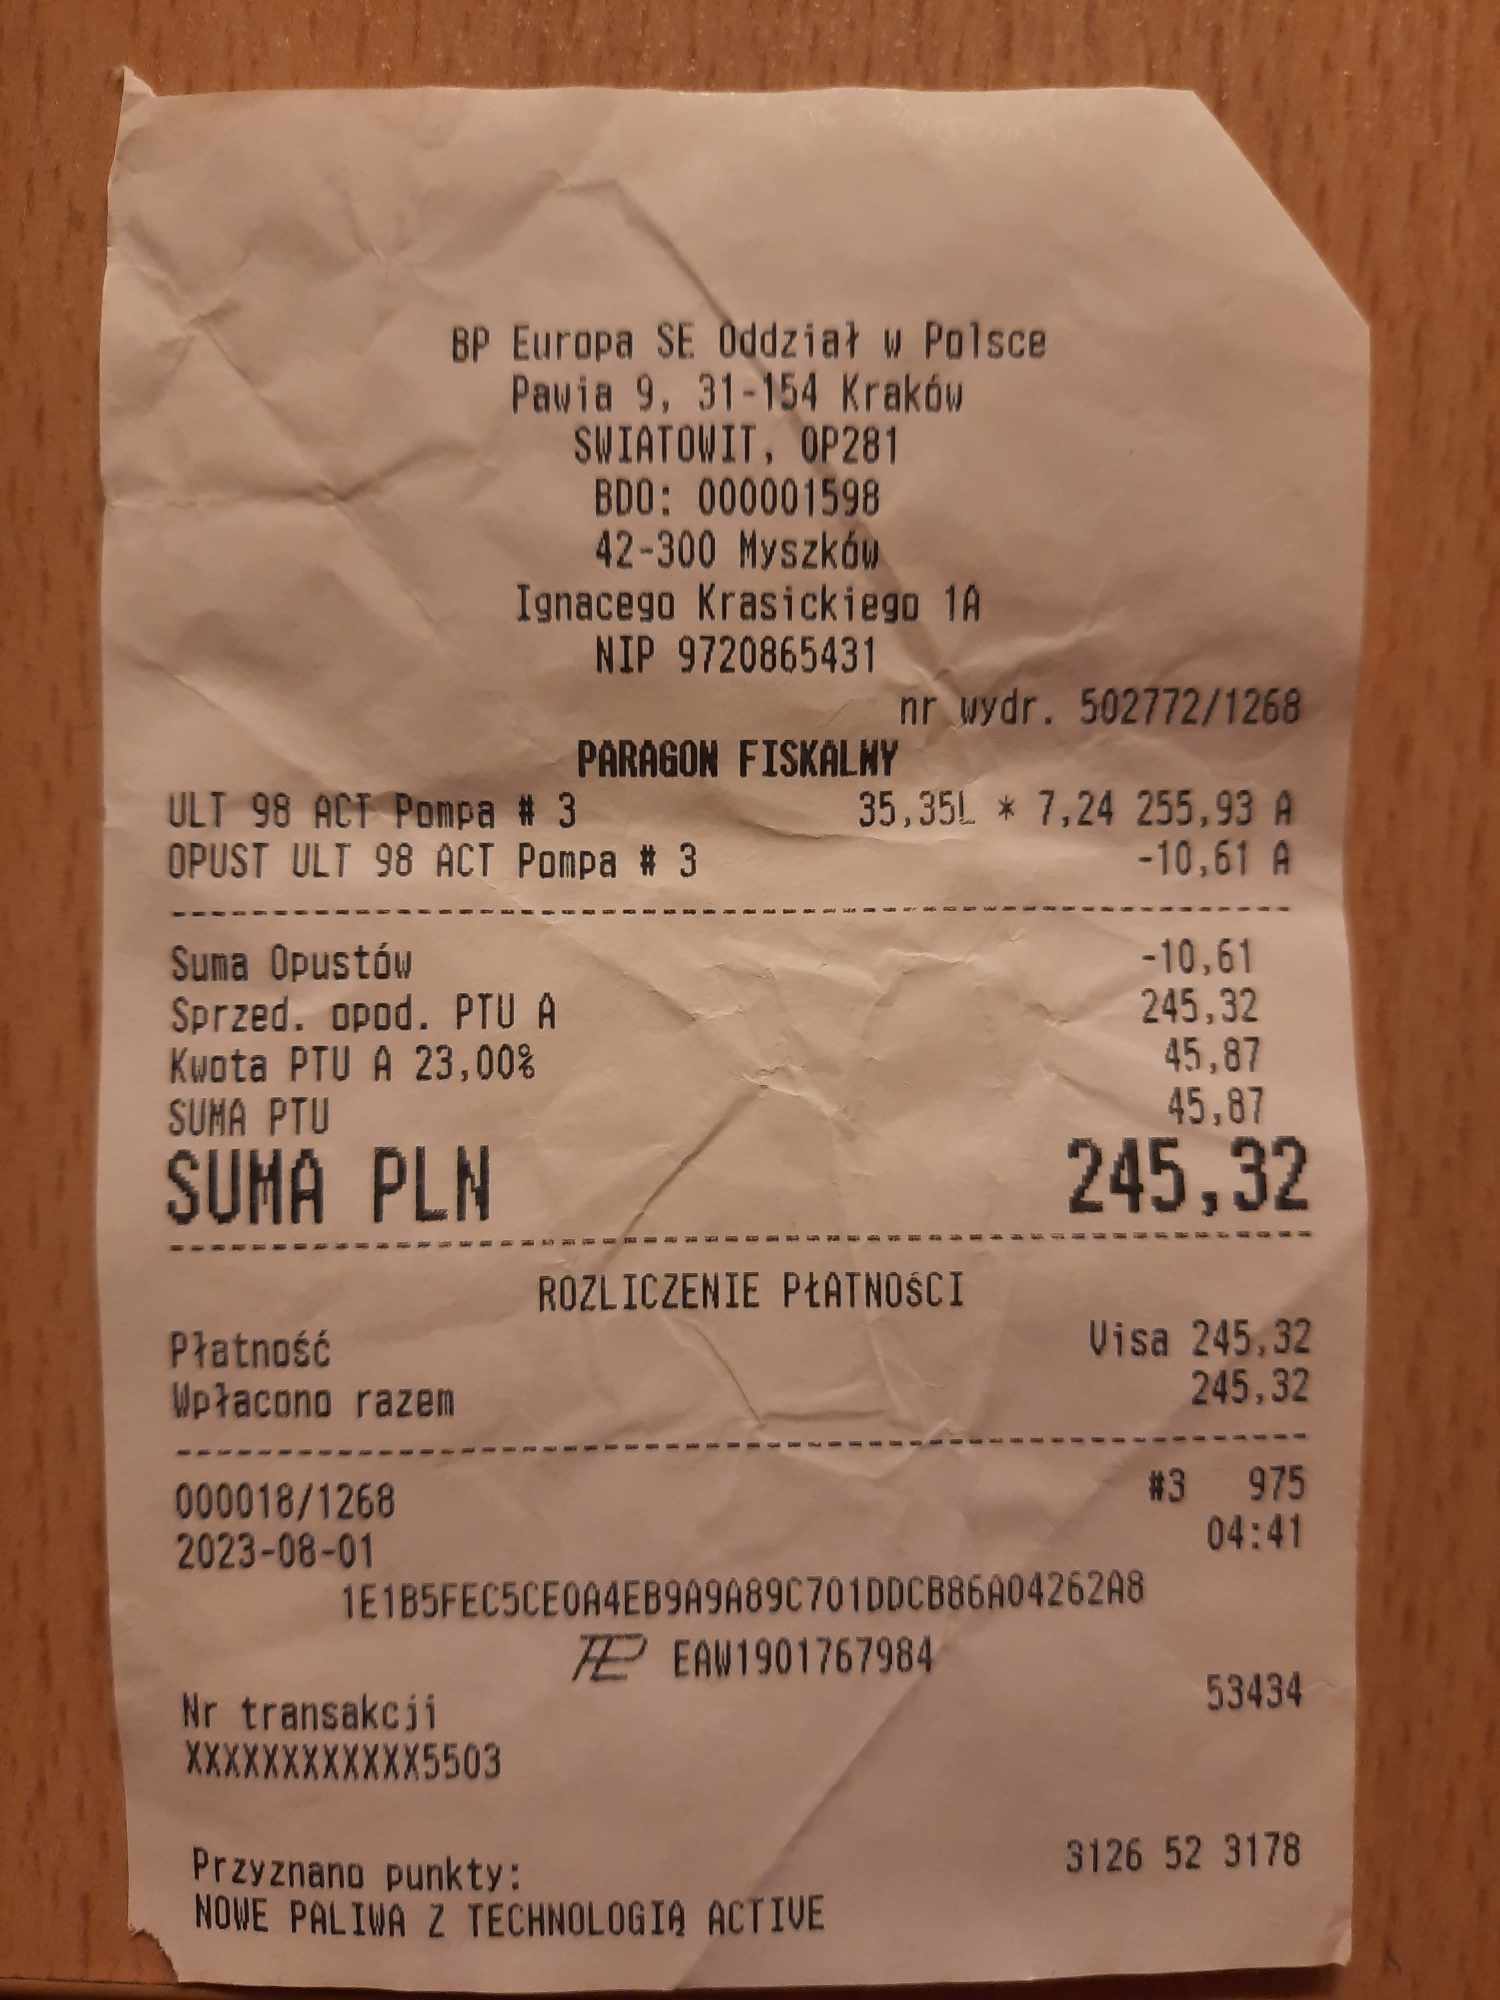 BP Europa SE Oddział w Polsce
Pawia 9, 31-154 Kraków
SWIATOWIT, OP281
BDO: 000001598
42-300 Myszków
Ignacego Krasickiego 1A
NIP 9720865431
nr wydr. 502772/1268
PARAGON FISKALNY
ULT 98 ACT Pompa # 3 35,35L * 7,24 255,93 A
OPUST ULT 98 ACT Pompa # 3 -10,61 A
Suma Opustów -10,61
Sprzed. opod. PTU A 245,32
Kwota PTU A 23,00% 45,87
SUMA PTU 45,87
SUMA PLN 245,32
ROZLICZENIE PŁATNOŚCI
Płatność Visa 245,32
Wpłacono razem 245,32
000018/1268 #3 975
2023-08-01 04:41
1E1B5FEC5CE0A4EB9A9A89C701DDCB86A04262A8
EAW1901767984
Nr transakcji 53434
XXXXXXXXXXXX5503
Przyznano punkty: 3126 52 3178
NOWE PALIWA Z TECHNOLOGIĄ ACTIVE